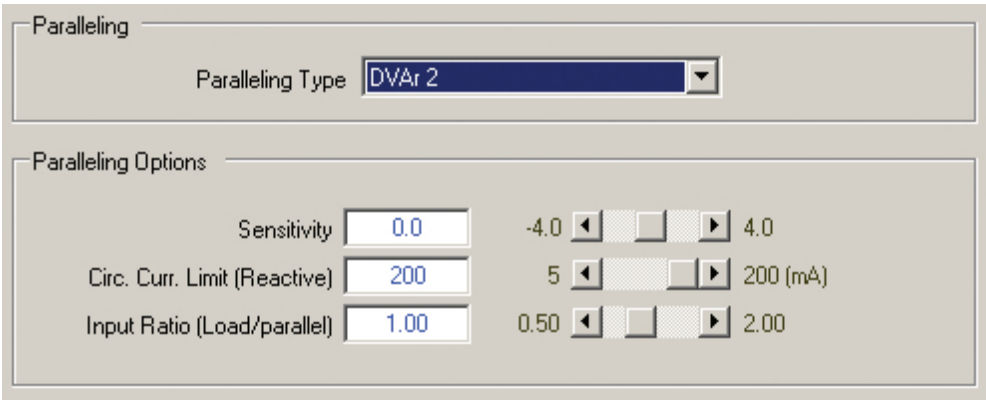 Paralleling
Paralleling Type DVAr 2
Paralleling Options
Sensitivity 0.0 -4.0 4.0
Circ. Curr. Limit (Reactive) 200 5 200 (mA)
Input Ratio (Load/parallel) 1.00 0.50 2.00